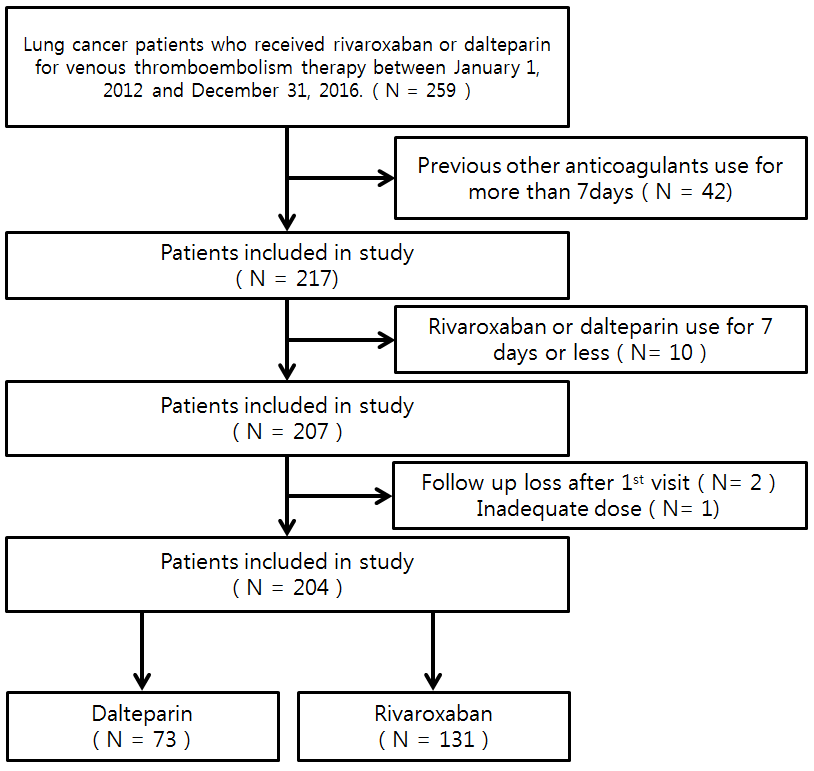 Lung cancer patients who received rivaroxaban or dalteparin
for venous thromboembolism therapy between January 1,
2012 and December 31, 2016. ( N = 259 )
Previous other anticoagulants use for
more than 7days ( N = 42)
Patients included in study
( N = 217)
Rivaroxaban or dalteparin use for 7
days or less ( N= 10 )
Patients included in study
( N = 207 )
Follow up loss after 1st visit ( N= 2 )
Inadequate dose ( N= 1)
Patients included in study
( N = 204 )
Dalteparin
( N = 73 )
Rivaroxaban
( N = 131 )